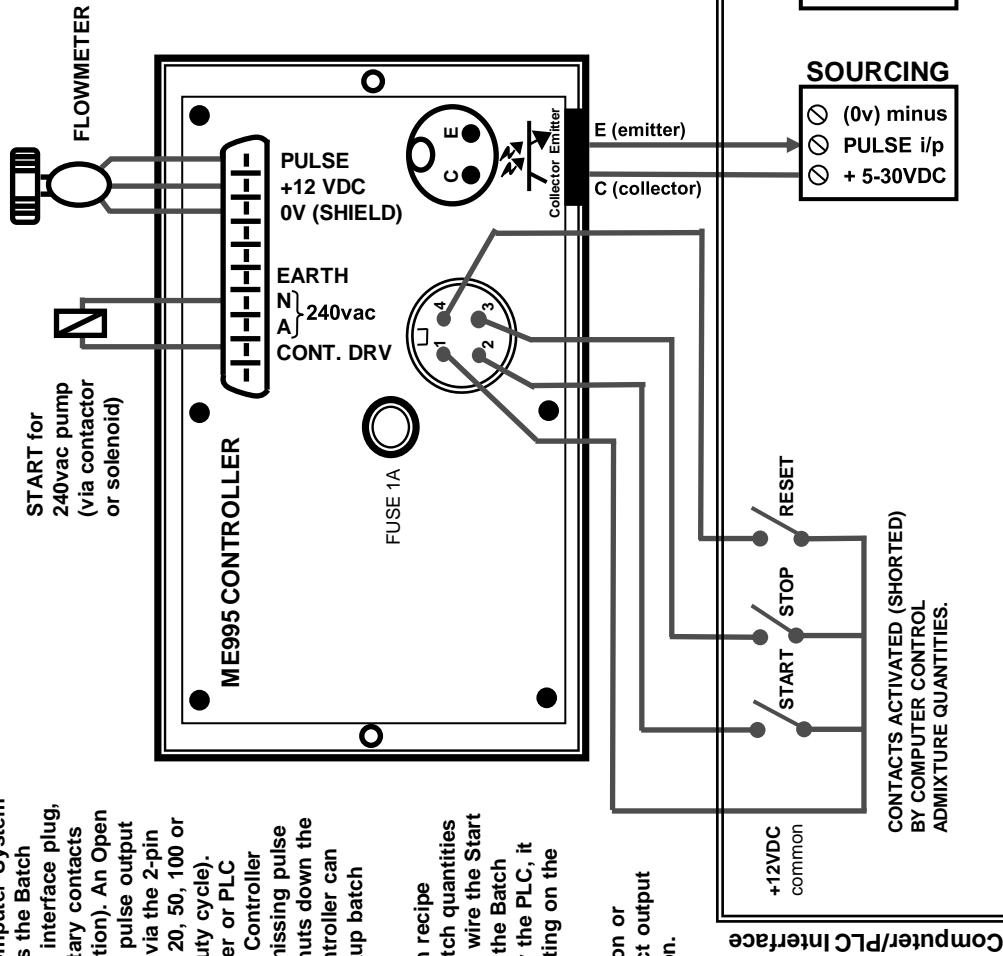 FLOWMETER
START for
240vac pump
(via contactor
or solenoid)
ME995 CONTROLLER
PULSE
+12 VDC
0V (SHIELD)
EARTH
N
A
240vac
CONT. DRV
FUSE 1A
1
4
2
3
C
E
Collector Emitter
E (emitter)
C (collector)
SOURCING
(0v) minus
PULSE i/p
+ 5-30VDC
START
STOP
RESET
+12VDC
common
CONTACTS ACTIVATED (SHORTED)
BY COMPUTER CONTROL
ADMIXTURE QUANTITIES.
Computer/PLC Interface
System
s the Batch
interface plug,
tary contacts
tion). An Open
pulse output
via the 2-pin
20, 50, 100 or
uty cycle).
er or PLC
Controller
issing pulse
huts down the
ntroller can
up batch
n recipe
tch quantities
wire the Start
the Batch
y the PLC, it
ting on the
on or
ct output
on.